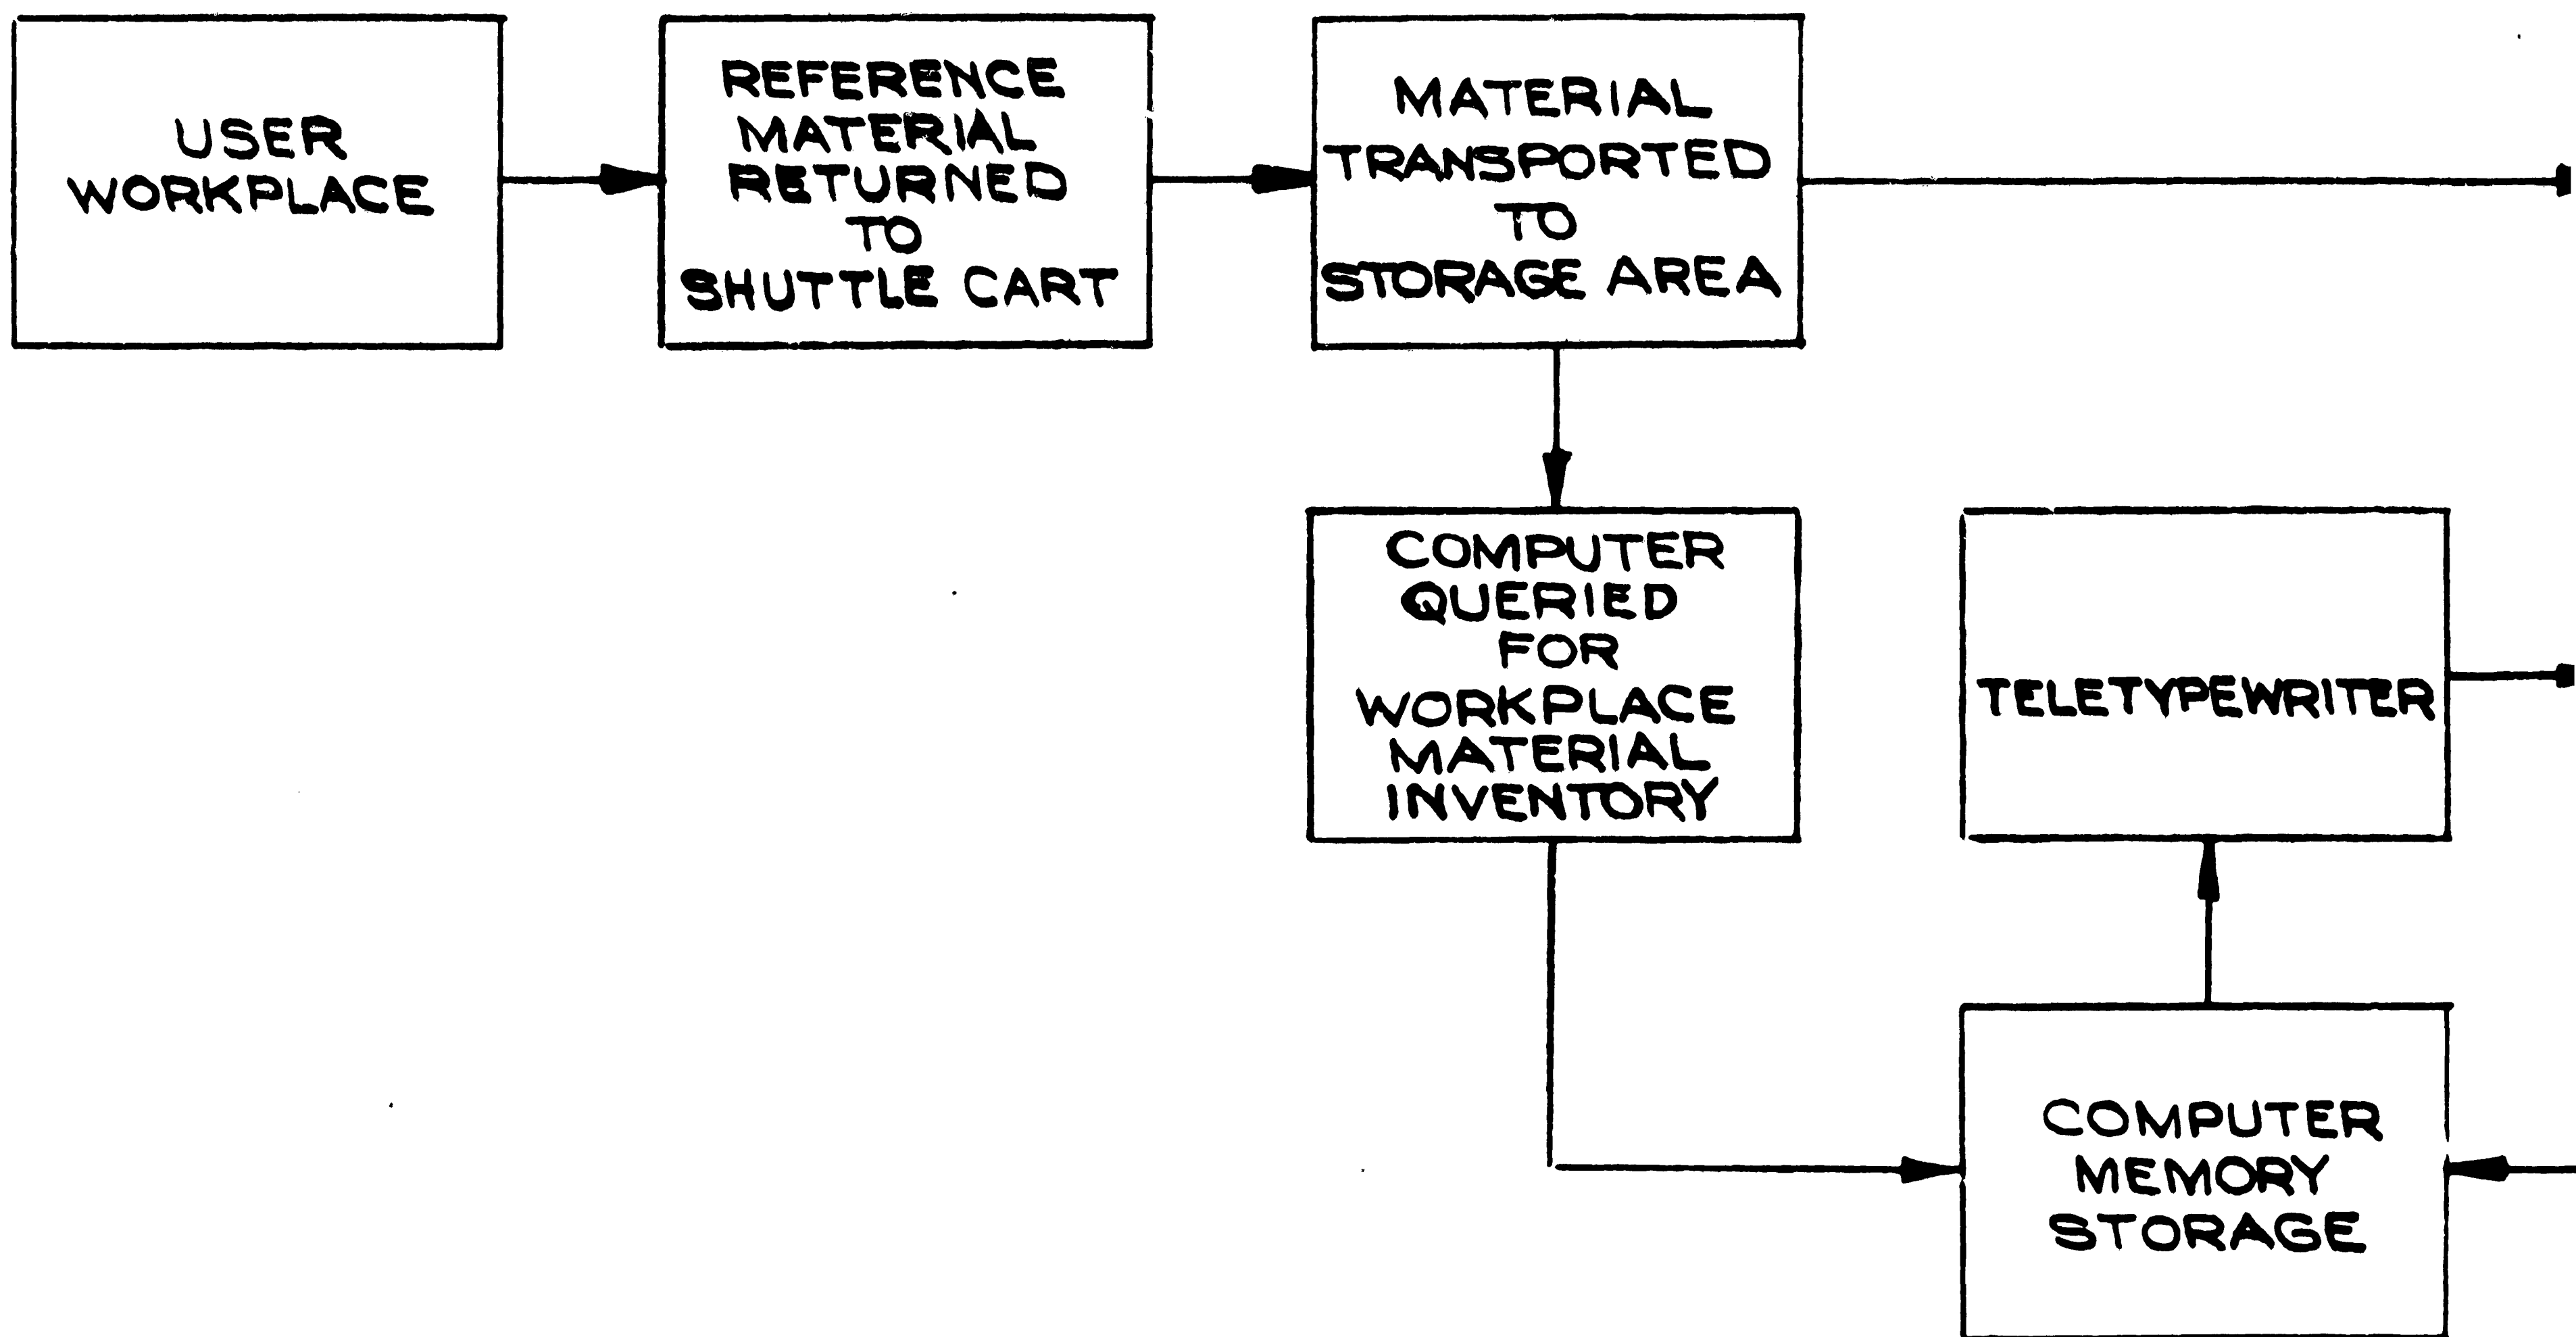 USER
WORKPLACE
REFERENCE
MATERIAL
RETURNED
TO
SHUTTLE CART
MATERIAL
TRANSPORTED
TO
STORAGE AREA
COMPUTER
QUERIED
FOR
WORKPLACE
MATERIAL
INVENTORY
TELETYPEWRITER
COMPUTER
MEMORY
STORAGE